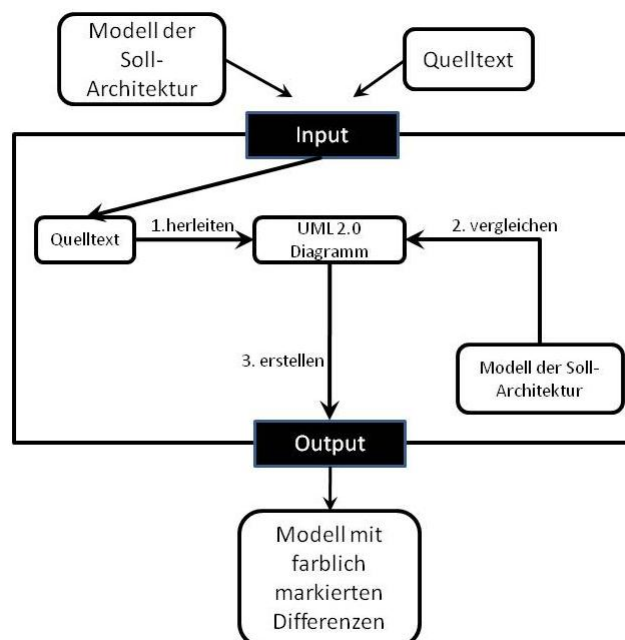 Modell der
Soll-
Architektur
Quelltext
Input
Quelltext
1.herleiten
UML 2.0
Diagramm
2. vergleichen
3. erstellen
Modell der Soll-
Architektur
Output
Modell mit
farblich
markierten
Differenzen